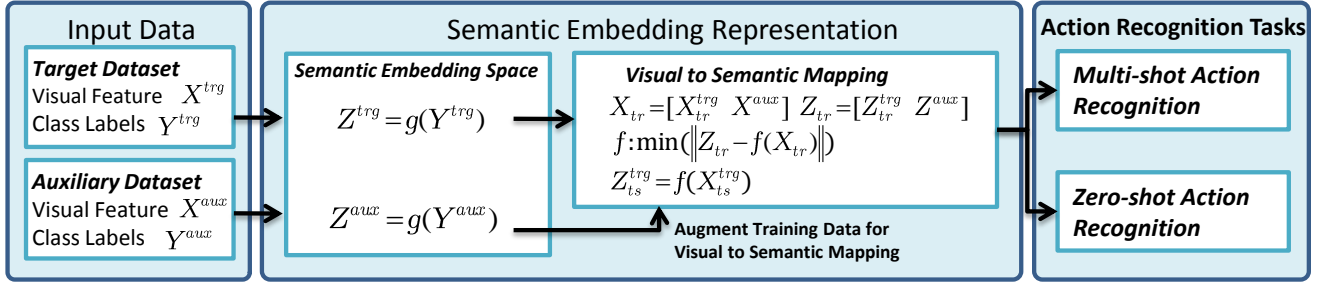 Input Data
Target Dataset
Visual Feature X^{trg}
Class Labels Y^{trg}
Auxiliary Dataset
Visual Feature X^{aux}
Class Labels Y^{aux}
Semantic Embedding Representation
Semantic Embedding Space
Z^{trg}=g(Y^{trg})
Z^{aux}=g(Y^{aux})
Visual to Semantic Mapping
X_{tr}=[X_{tr}^{trg} X^{aux}] Z_{tr}=[Z_{tr}^{trg} Z^{aux}]
f:min(‖Z_{tr}−f(X_{tr})‖)
Z_{ts}^{trg}=f(X_{ts}^{trg})
Augment Training Data for
Visual to Semantic Mapping
Action Recognition Tasks
Multi-shot Action
Recognition
Zero-shot Action
Recognition